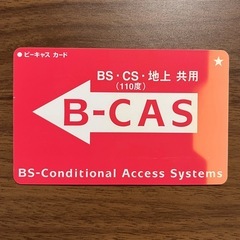 ●ビーキャス カード
BS・CS・地上 共用
(110度)
B-CAS
BS-Conditional Access Systems